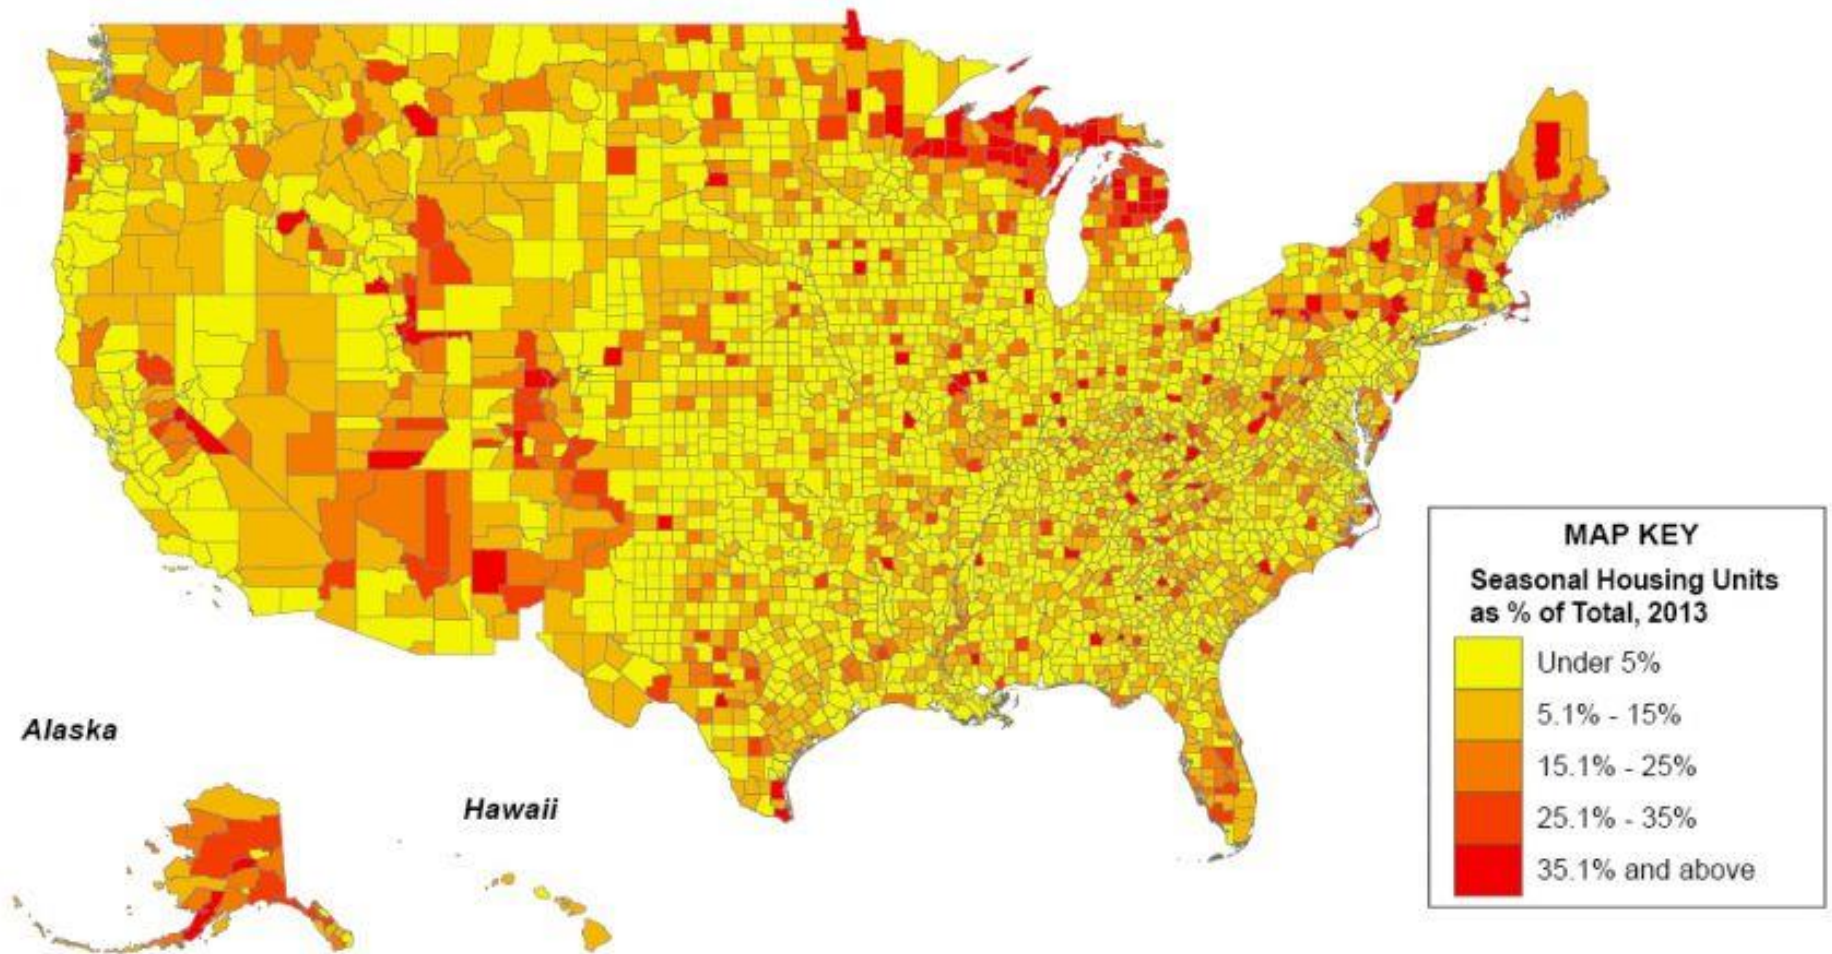 Alaska
Hawaii
MAP KEY
Seasonal Housing Units
as % of Total, 2013
Under 5%
5.1% - 15%
15.1% - 25%
25.1% - 35%
35.1% and above